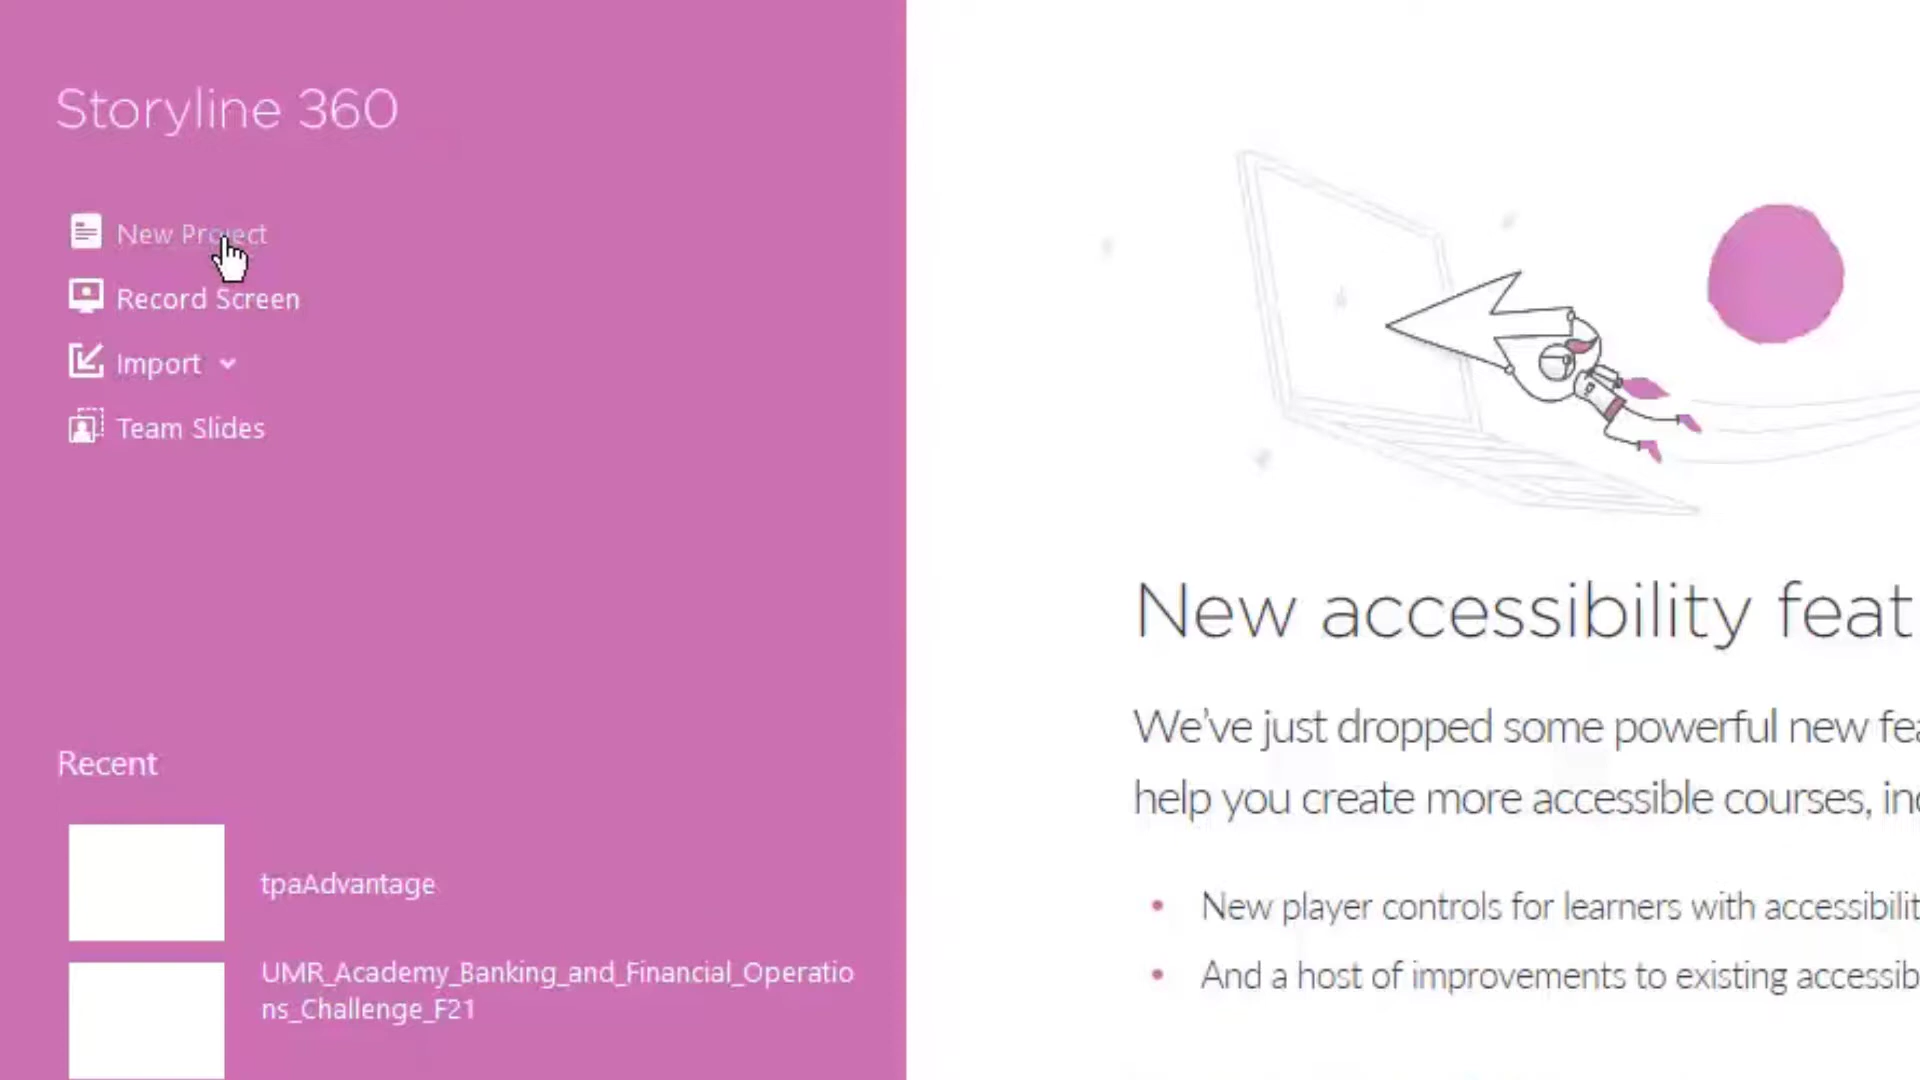 Storyline 360
New Project
Record Screen
Import
Team Slides
Recent
tpaAdvantage
UMR_Academy_Banking_and_Financial_Operatio
ns_Challenge_F21
New accessibility feat
We've just dropped some powerful new fea
help you create more accessible courses, inc
• New player controls for learners with accessibilit
• And a host of improvements to existing accessib